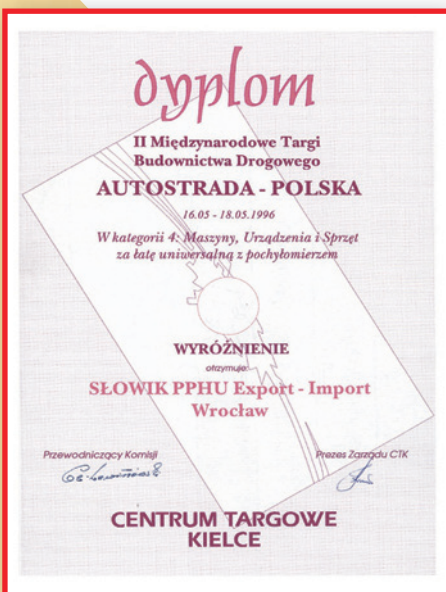 dyplom
II Międzynarodowe Targi
Budownictwa Drogowego
AUTOSTRADA - POLSKA
16.05 - 18.05.1996
W kategorii 4: Maszyny, Urządzenia i Sprzęt
za łatę uniwersalną z pochyłomierzem
WYRÓŻNIENIE
otrzymuje:
SŁOWIK PPHU Export - Import
Wrocław
Przewodniczący Komisji
Prezes Zarządu CTK
CENTRUM TARGOWE
KIELCE